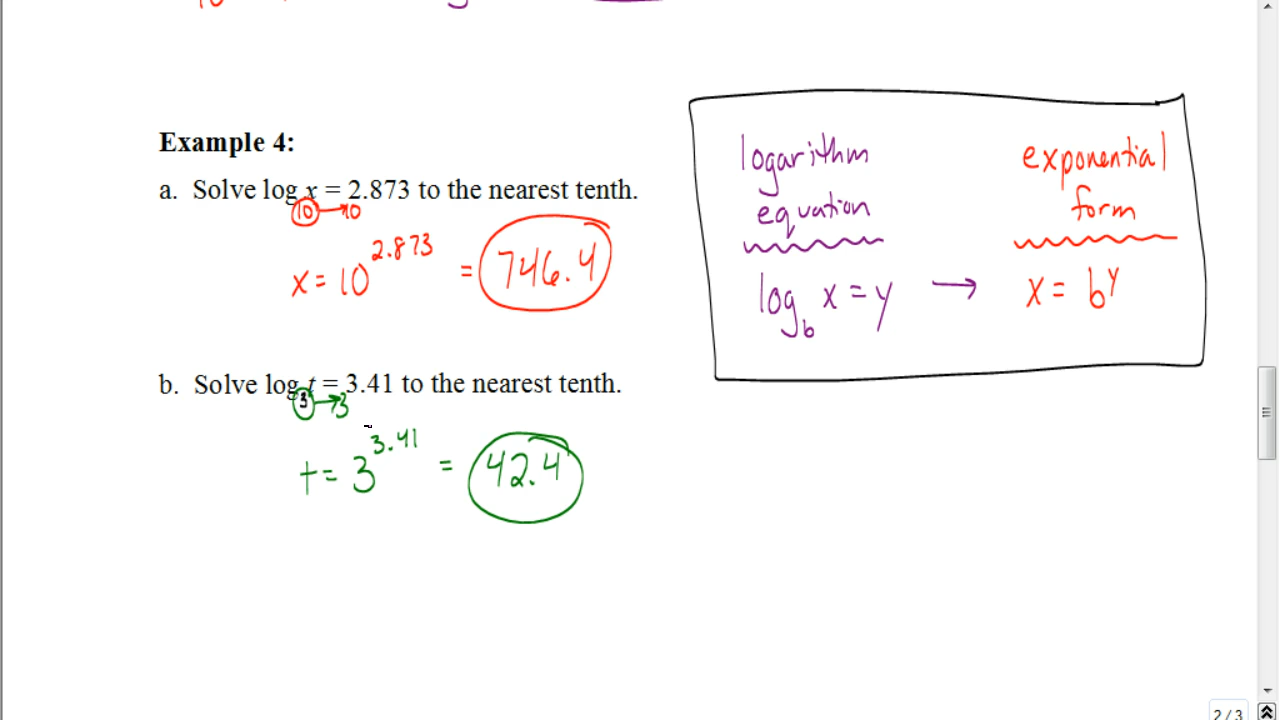 10
Example 4:
a. Solve log x = 2.873 to the nearest tenth.
10 → 10
x = 10^2.873 = 746.4
b. Solve log₃ t = 3.41 to the nearest tenth.
→ 3
t = 3^3.41 = 42.4
logarithm
equation
log_b x = y →
exponential
form
x = b^y
2 / 3